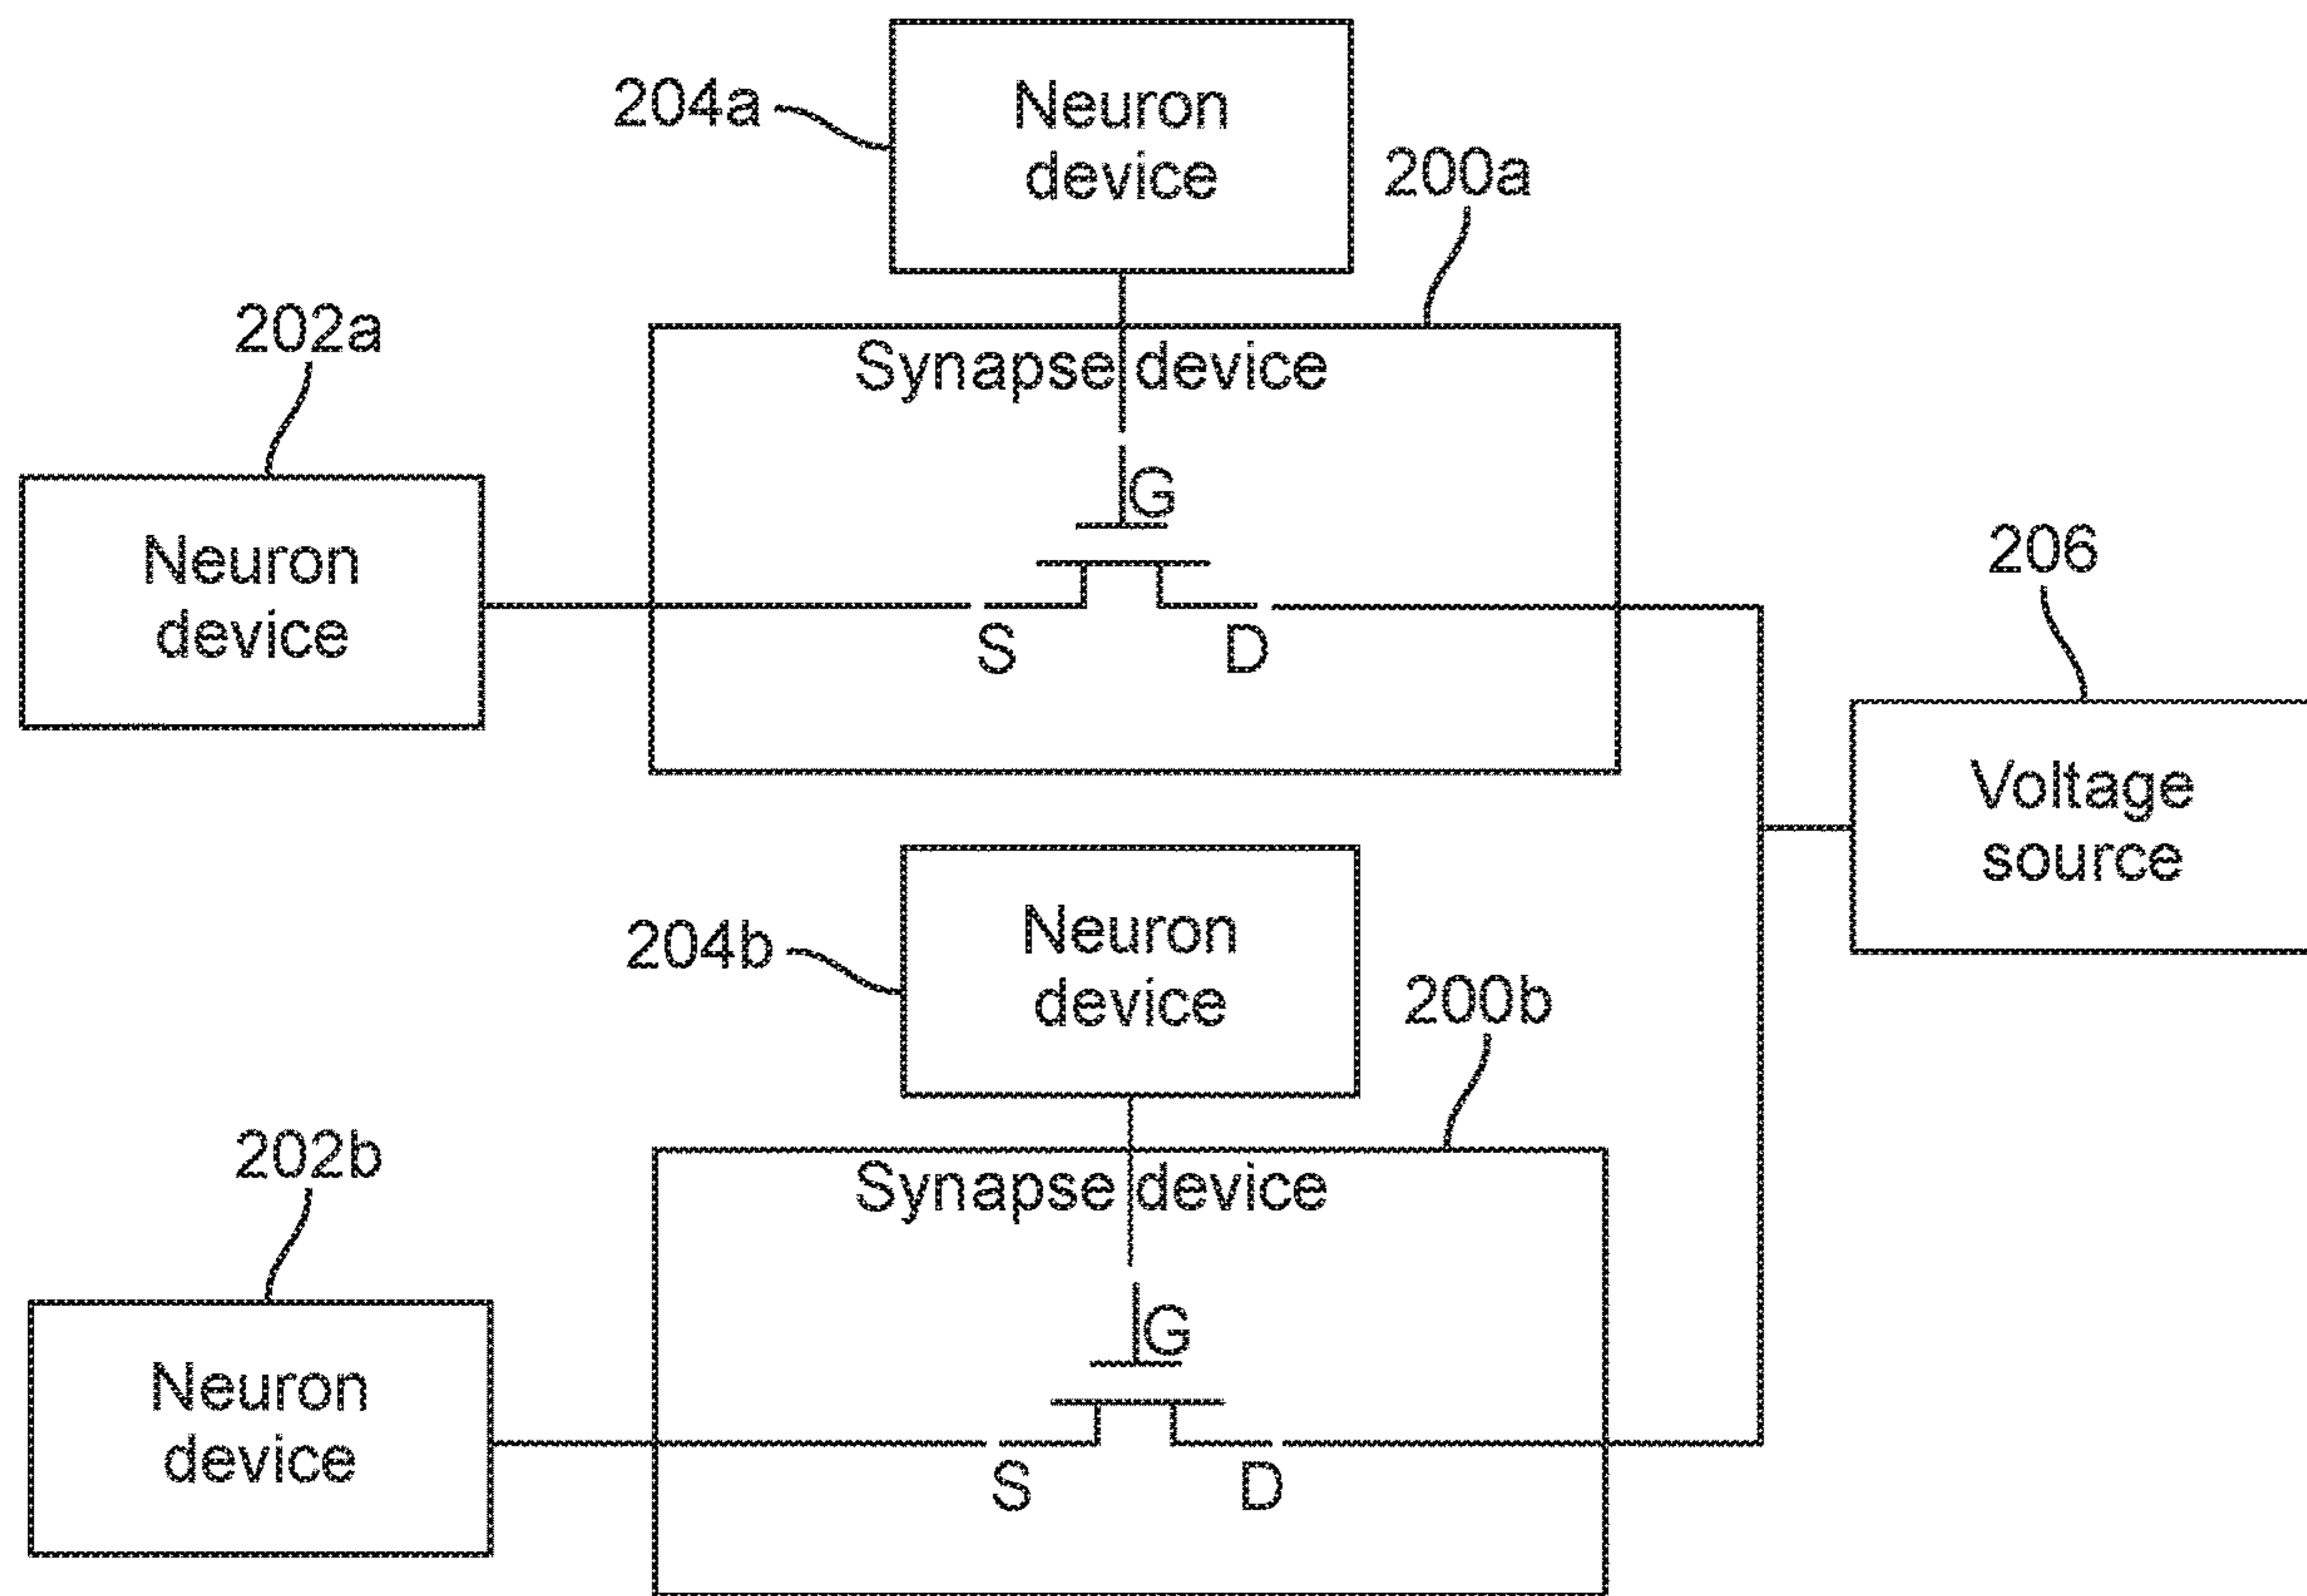 204a
Neuron
device
200a
202a
Synapse device
G
Neuron
device
S
D
206
Voltage
source
204b
Neuron
device
200b
202b
Synapse device
G
Neuron
device
S
D